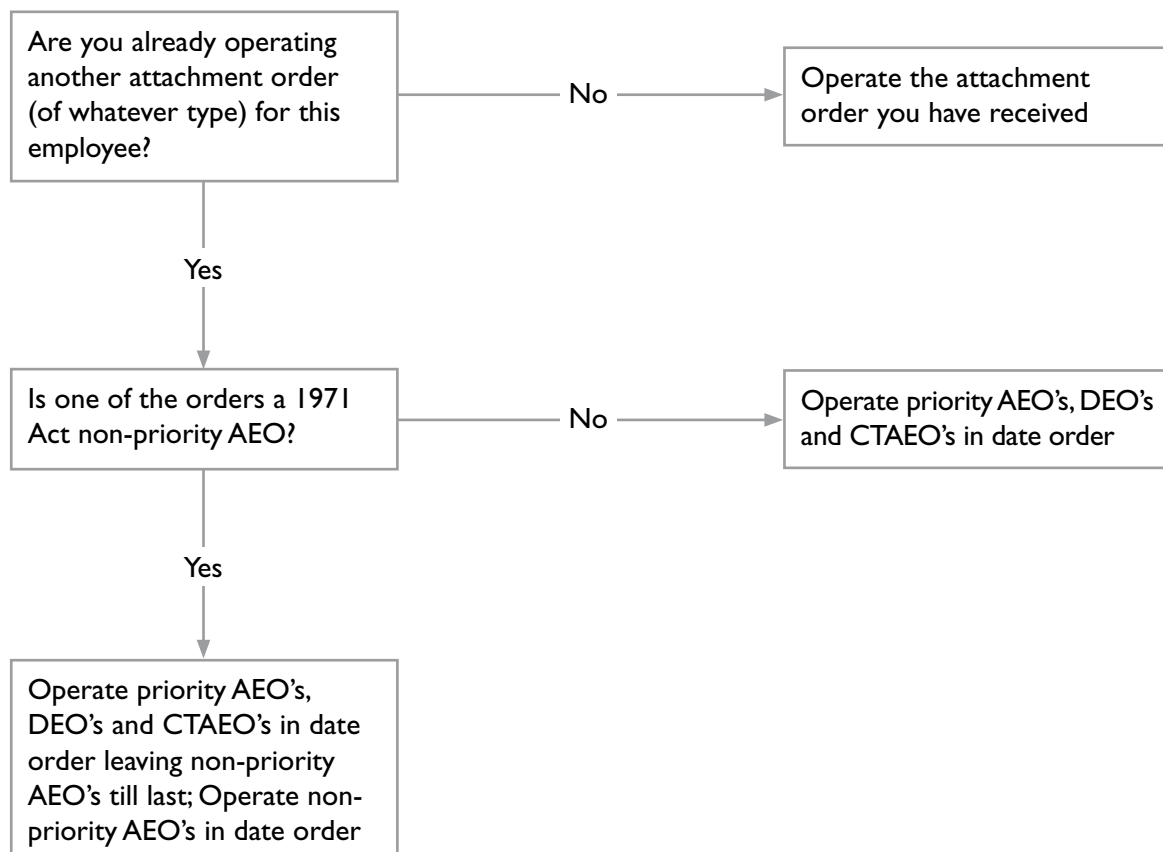 Are you already operating
another attachment order
(of whatever type) for this
employee?
No
Operate the attachment
order you have received
Yes
Is one of the orders a 1971
Act non-priority AEO?
No
Operate priority AEO's, DEO's
and CTAEO's in date order
Yes
Operate priority AEO's,
DEO's and CTAEO's in date
order leaving non-priority
AEO's till last; Operate non-
priority AEO's in date order